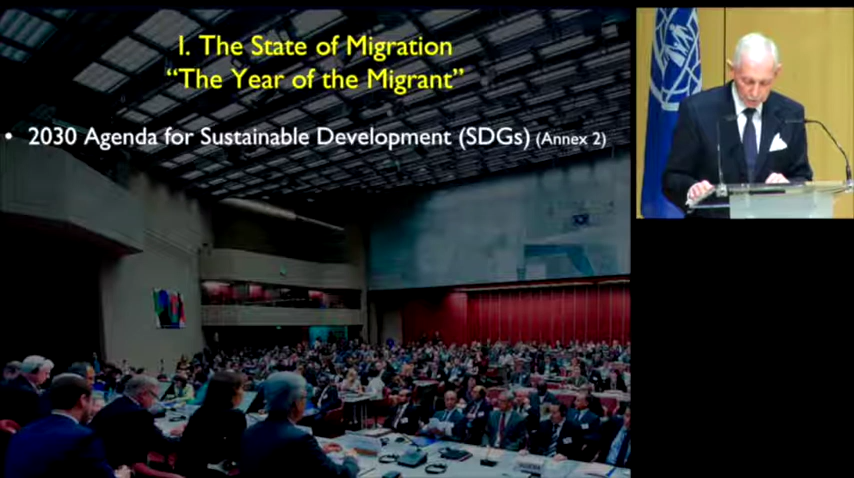 I. The State of Migration
“The Year of the Migrant”
• 2030 Agenda for Sustainable Development (SDGs) (Annex 2)